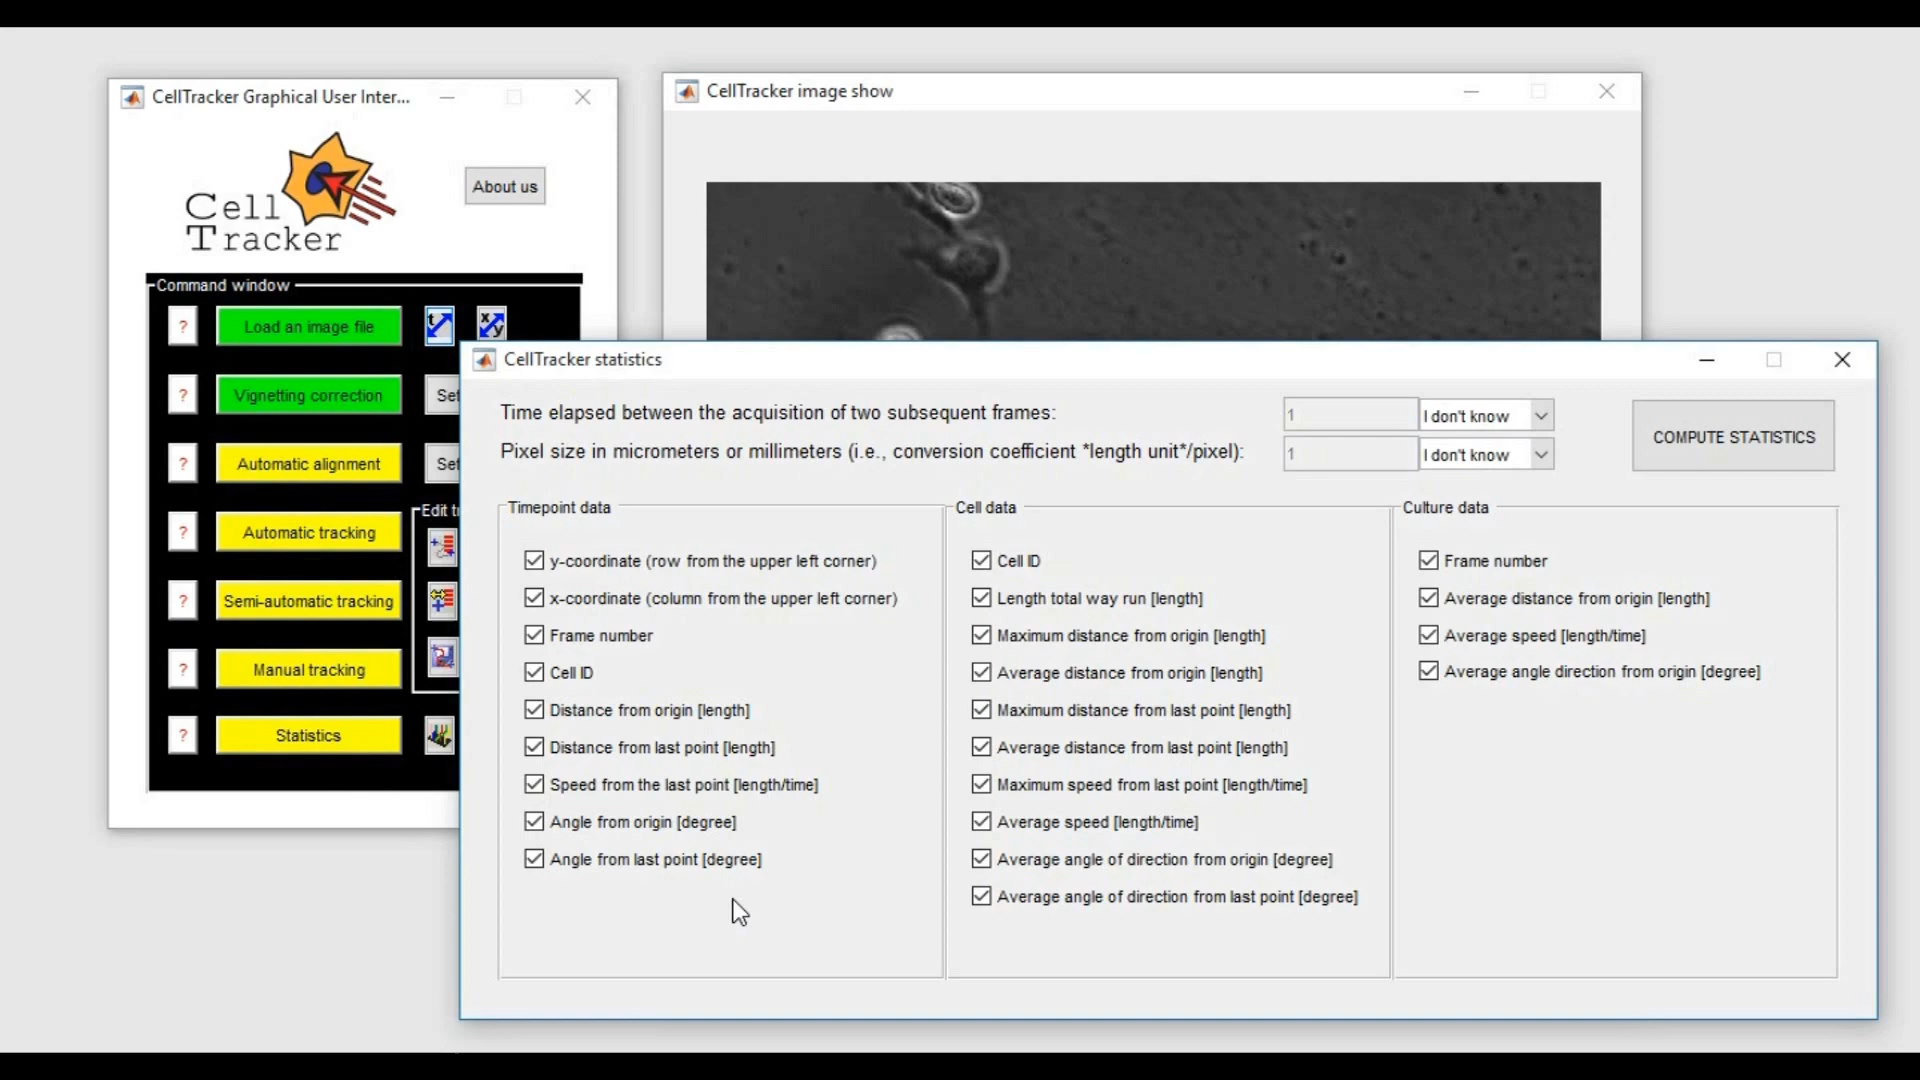 CellTracker Graphical User Inter...
About us
Cell
Tracker
Command window
? Load an image file t x y
? Vignetting correction Set
? Automatic alignment Set
? Automatic tracking Edit tr
? Semi-automatic tracking
? Manual tracking
? Statistics
CellTracker image show
CellTracker statistics
Time elapsed between the acquisition of two subsequent frames: 1 I don't know
Pixel size in micrometers or millimeters (i.e., conversion coefficient *length unit*/pixel): 1 I don't know
COMPUTE STATISTICS
Timepoint data
y-coordinate (row from the upper left corner)
x-coordinate (column from the upper left corner)
Frame number
Cell ID
Distance from origin [length]
Distance from last point [length]
Speed from the last point [length/time]
Angle from origin [degree]
Angle from last point [degree]
Cell data
Cell ID
Length total way run [length]
Maximum distance from origin [length]
Average distance from origin [length]
Maximum distance from last point [length]
Average distance from last point [length]
Maximum speed from last point [length/time]
Average speed [length/time]
Average angle of direction from origin [degree]
Average angle of direction from last point [degree]
Culture data
Frame number
Average distance from origin [length]
Average speed [length/time]
Average angle direction from origin [degree]